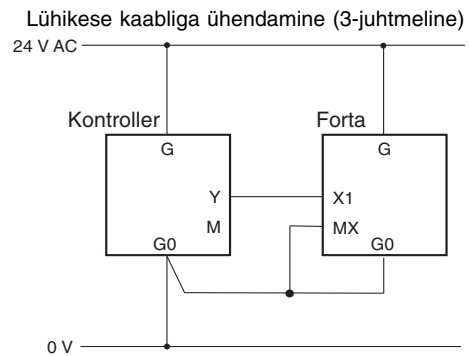 Lühikese kaabliga ühendamine (3-juhtmeline)
24 V AC
Kontroller
Forta
G
G
Y
X1
M
MX
G0
G0
0 V